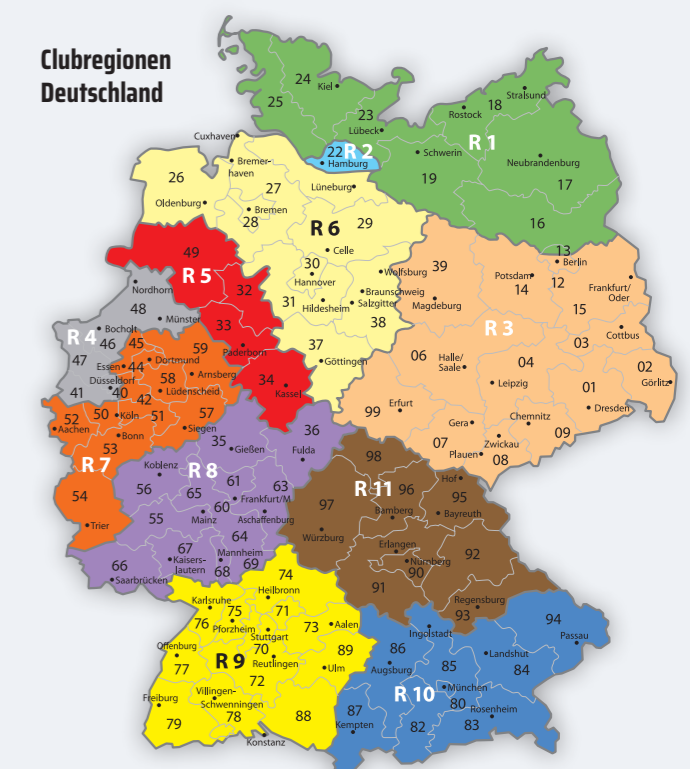 Clubregionen
Deutschland
24
Kiel
25
23
Lübeck
18
Stralsund
Rostock
R 1
Cuxhaven
22
R 2
Hamburg
Schwerin
Neubrandenburg
19
17
16
Bremer-
haven
26
27
Lüneburg
Oldenburg
Bremen
28
R 6
29
13
Berlin
49
Celle
39
Potsdam
14
12
Frankfurt/
Oder
R 5
30
Hannover
Wolfsburg
Nordhorn
32
31
Braunschweig
Salzgitter
Hildesheim
Magdeburg
15
48
Münster
33
38
R 3
Cottbus
R 4
Bocholt
46
45
59
Paderborn
37
Göttingen
03
47
Essen
44
Dortmund
06
Halle/
Saale
04
02
Görlitz
Düsseldorf
58
Arnsberg
34
Kassel
Leipzig
01
41
40
42
Lüdenscheid
52
50
Köln
51
57
99
Erfurt
Dresden
Aachen
Siegen
Gera
Chemnitz
Bonn
53
35
36
07
Zwickau
09
R 7
Gießen
Fulda
Plauen
08
Koblenz
R 8
98
54
56
65
61
63
R 11
96
Hof
95
Frankfurt/M
60
97
Bamberg
Bayreuth
Trier
55
Mainz
Aschaffenburg
64
Würzburg
Erlangen
67
Mannheim
92
66
Kaisers-
lautern
68
69
Nürnberg
90
Saarbrücken
74
91
Heilbronn
Regensburg
Karlsruhe
75
71
93
94
76
Pforzheim
73
Aalen
Ingolstadt
Passau
Stuttgart
Offenburg
70
89
86
Landshut
77
R 9
Reutlingen
Ulm
Augsburg
85
84
72
Villingen-
Schwenningen
R 10
München
Freiburg
80
Rosenheim
79
78
88
87
Kempten
82
83
Konstanz